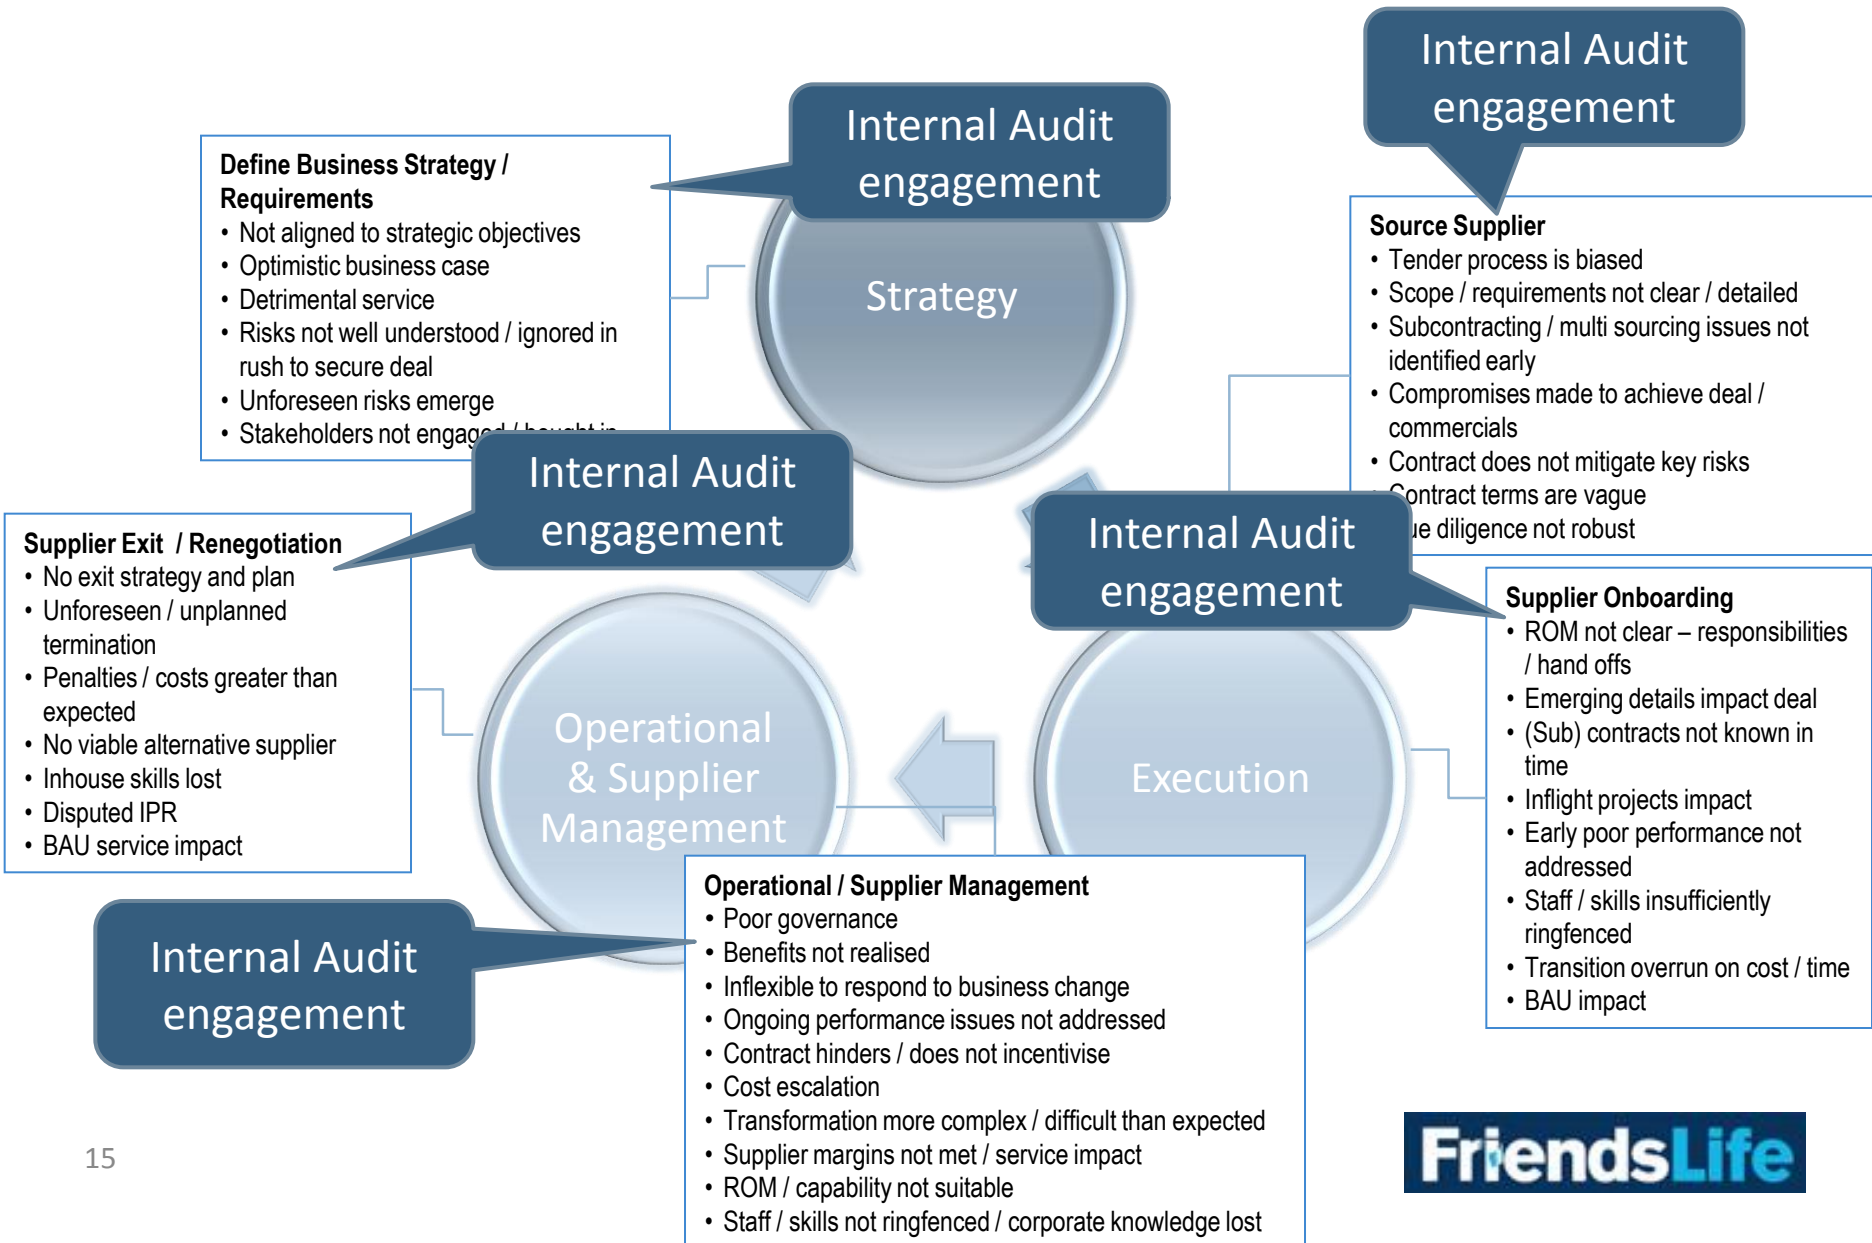 Internal Audit
engagement
Internal Audit
engagement
Define Business Strategy /
Requirements
• Not aligned to strategic objectives
• Optimistic business case
• Detrimental service
• Risks not well understood / ignored in
rush to secure deal
• Unforeseen risks emerge
• Stakeholders not engaged /
Strategy
Source Supplier
• Tender process is biased
• Scope / requirements not clear / detailed
• Subcontracting / multi sourcing issues not
identified early
• Compromises made to achieve deal /
commercials
• Contract does not mitigate key risks
Contract terms are vague
diligence not robust
Internal Audit
engagement
Internal Audit
engagement
Supplier Exit / Renegotiation
• No exit strategy and plan
• Unforeseen / unplanned
termination
• Penalties / costs greater than
expected
• No viable alternative supplier
• Inhouse skills lost
• Disputed IPR
• BAU service impact
Supplier Onboarding
• ROM not clear – responsibilities
/ hand offs
• Emerging details impact deal
• (Sub) contracts not known in
time
• Inflight projects impact
• Early poor performance not
addressed
• Staff / skills insufficiently
ringfenced
• Transition overrun on cost / time
• BAU impact
Operational
& Supplier
Management
Execution
Internal Audit
engagement
Operational / Supplier Management
• Poor governance
• Benefits not realised
• Inflexible to respond to business change
• Ongoing performance issues not addressed
• Contract hinders / does not incentivise
• Cost escalation
• Transformation more complex / difficult than expected
• Supplier margins not met / service impact
• ROM / capability not suitable
• Staff / skills not ringfenced / corporate knowledge lost
15
FriendsLife